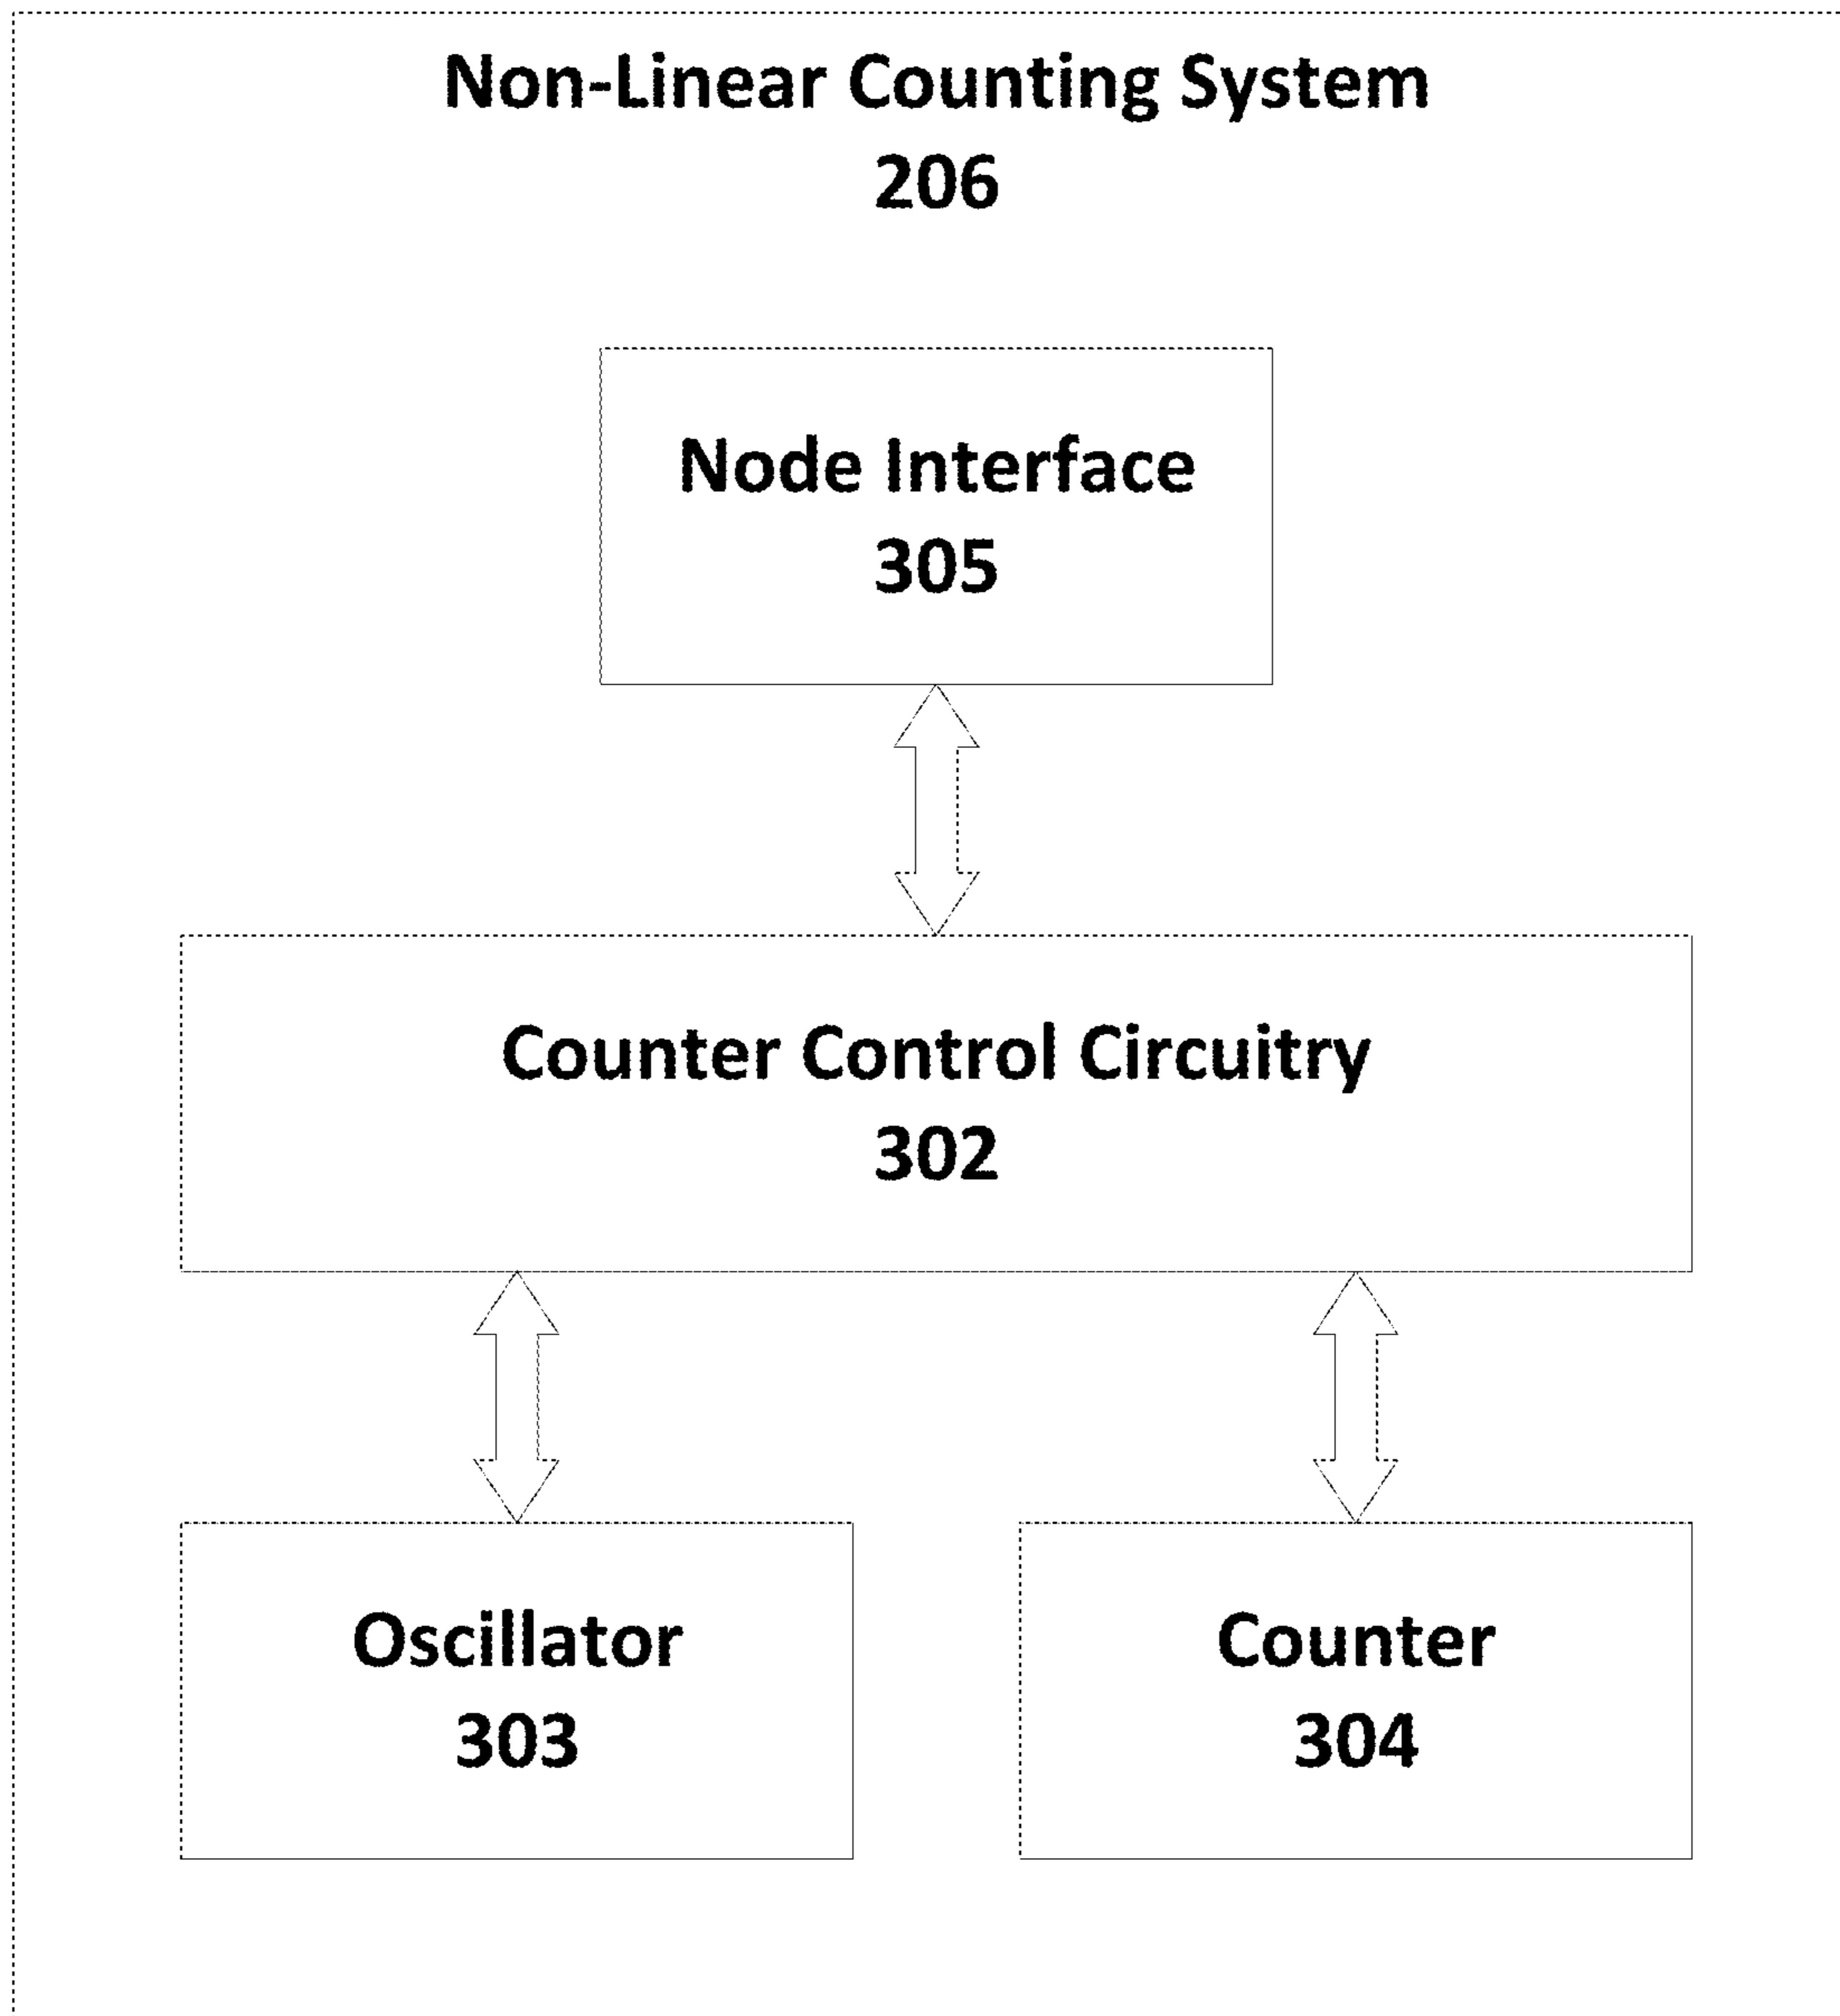 Non-Linear Counting System
206
Node Interface
305
Counter Control Circuitry
302
Oscillator
303
Counter
304